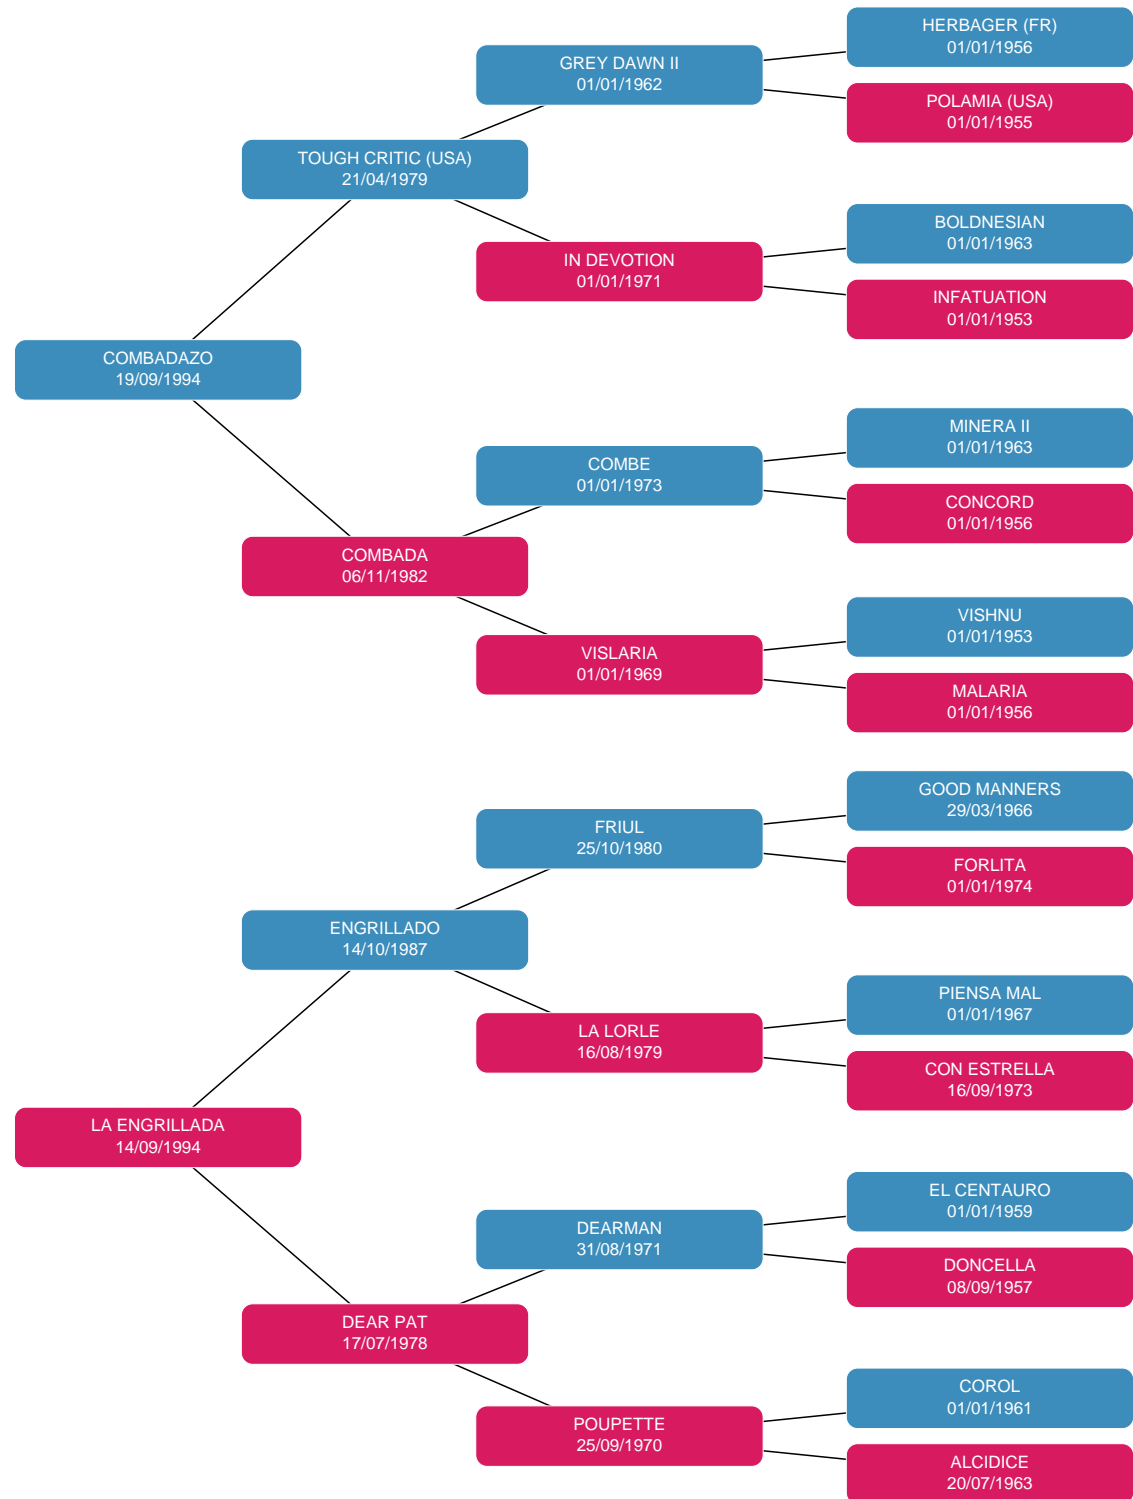 HERBAGER (FR)
01/01/1956
GREY DAWN II
01/01/1962
POLAMIA (USA)
01/01/1955
TOUGH CRITIC (USA)
21/04/1979
BOLDNESIAN
01/01/1963
IN DEVOTION
01/01/1971
INFATUATION
01/01/1953
COMBADAZO
19/09/1994
MINERA II
01/01/1963
COMBE
01/01/1973
CONCORD
01/01/1956
COMBADA
06/11/1982
VISHNU
01/01/1953
VISLARIA
01/01/1969
MALARIA
01/01/1956
GOOD MANNERS
29/03/1966
FRIUL
25/10/1980
FORLITA
01/01/1974
ENGRILLADO
14/10/1987
PIENSA MAL
01/01/1967
LA LORLE
16/08/1979
CON ESTRELLA
16/09/1973
LA ENGRILLADA
14/09/1994
EL CENTAURO
01/01/1959
DEARMAN
31/08/1971
DONCELLA
08/09/1957
DEAR PAT
17/07/1978
COROL
01/01/1961
POUPETTE
25/09/1970
ALCIDICE
20/07/1963